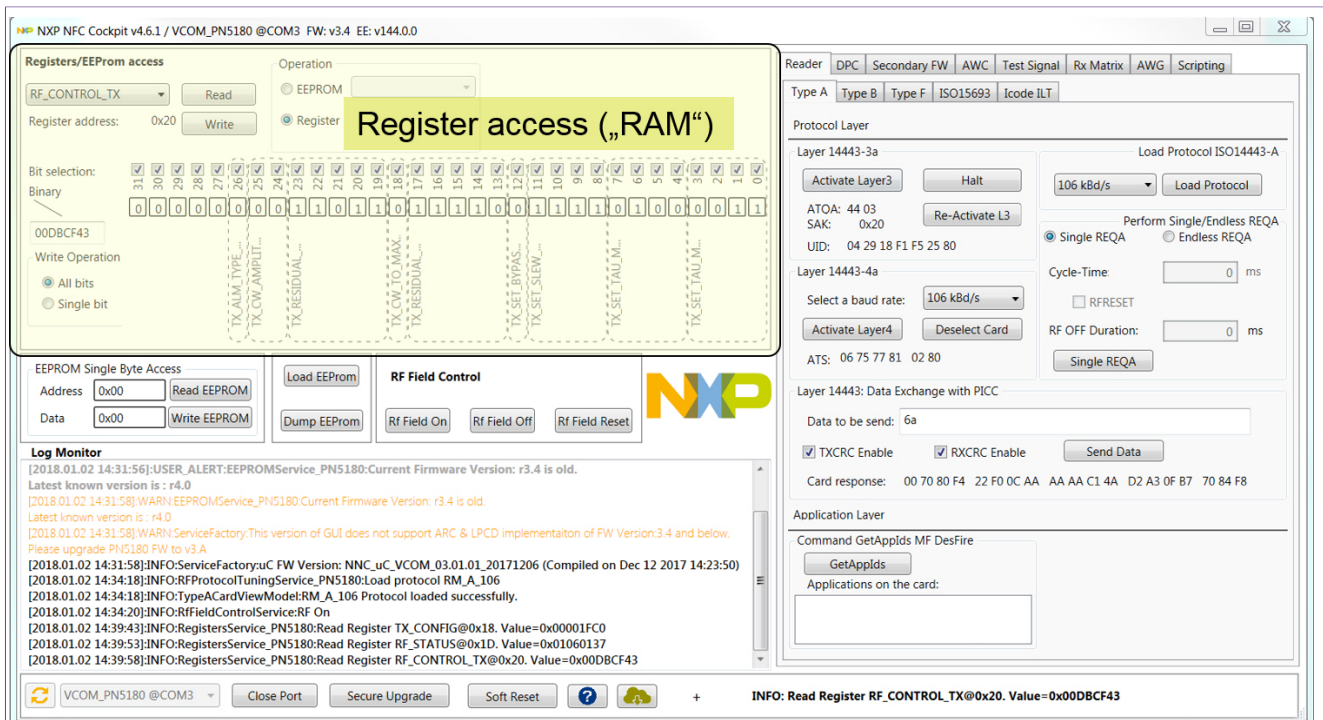 NXP NFC Cockpit v4.6.1 / VCOM_PN5180 @COM3 FW: v3.4 EE: v144.0.0
Registers/EEProm access
RF_CONTROL_TX
Read
Register address: 0x20
Write
Operation
EEPROM
Register
Register access („RAM“)
Bit selection:
31 30 29 28 27 26 25 24 23 22 21 20 19 18 17 16 15 14 13 12 11 10 9 8 7 6 5 4 3 2 1 0
Binary
0 0 0 0 0 0 0 0 1 1 0 1 1 0 1 1 1 1 0 0 1 1 1 1 0 1 0 0 0 0 1 1
00DBCF43
Write Operation
All bits
Single bit
TX_ALM_TYPE_...
TX_CW_AMPLIT...
TX_RESIDUAL_...
TX_CW_TO_MAX...
TX_RESIDUAL_...
TX_SET_BYPAS...
TX_SET_SLEW_...
TX_SET_TAU_M...
TX_SET_TAU_M...
EEPROM Single Byte Access
Address 0x00 Read EEPROM
Data 0x00 Write EEPROM
Load EEProm
Dump EEProm
RF Field Control
Rf Field On
Rf Field Off
Rf Field Reset
NXP
Log Monitor
[2018.01.02 14:31:56]:USER_ALERT:EEPROMService_PN5180:Current Firmware Version: r3.4 is old.
Latest known version is : r4.0
[2018.01.02 14:31:58]:WARN:EEPROMService_PN5180:Current Firmware Version: r3.4 is old.
Latest known version is : r4.0
[2018.01.02 14:31:58]:WARN:ServiceFactory:This version of GUI does not support ARC & LPCD implementaiton of FW Version:3.4 and below.
Please upgrade PN5180 FW to v3.A
[2018.01.02 14:31:58]:INFO:ServiceFactory:uC FW Version: NNC_uC_VCOM_03.01.01_20171206 (Compiled on Dec 12 2017 14:23:50)
[2018.01.02 14:34:18]:INFO:RFProtocolTuningService_PN5180:Load protocol RM_A_106
[2018.01.02 14:34:18]:INFO:TypeACardViewModel:RM_A_106 Protocol loaded successfully.
[2018.01.02 14:34:20]:INFO:RfFieldControlService:RF On
[2018.01.02 14:39:43]:INFO:RegistersService_PN5180:Read Register TX_CONFIG@0x18. Value=0x00001FC0
[2018.01.02 14:39:53]:INFO:RegistersService_PN5180:Read Register RF_STATUS@0x1D. Value=0x01060137
[2018.01.02 14:39:58]:INFO:RegistersService_PN5180:Read Register RF_CONTROL_TX@0x20. Value=0x00DBCF43
Reader DPC Secondary FW AWC Test Signal Rx Matrix AWG Scripting
Type A Type B Type F ISO15693 Icode ILT
Protocol Layer
Layer 14443-3a
Activate Layer3
Halt
ATQA: 44 03
SAK: 0x20
Re-Activate L3
UID: 04 29 18 F1 F5 25 80
Load Protocol ISO14443-A
106 kBd/s
Load Protocol
Perform Single/Endless REQA
Single REQA
Endless REQA
Cycle-Time: 0 ms
RFRESET
RF OFF Duration: 0 ms
Single REQA
Layer 14443-4a
Select a baud rate: 106 kBd/s
Activate Layer4
Deselect Card
ATS: 06 75 77 81 02 80
Layer 14443: Data Exchange with PICC
Data to be send: 6a
TXCRC Enable
RXCRC Enable
Send Data
Card response: 00 70 80 F4 22 F0 0C AA AA AA C1 4A D2 A3 0F B7 70 84 F8
Application Layer
Command GetAppIds MF DesFire
GetAppIds
Applications on the card:
VCOM_PN5180 @COM3
Close Port
Secure Upgrade
Soft Reset
?
+
INFO: Read Register RF_CONTROL_TX@0x20. Value=0x00DBCF43